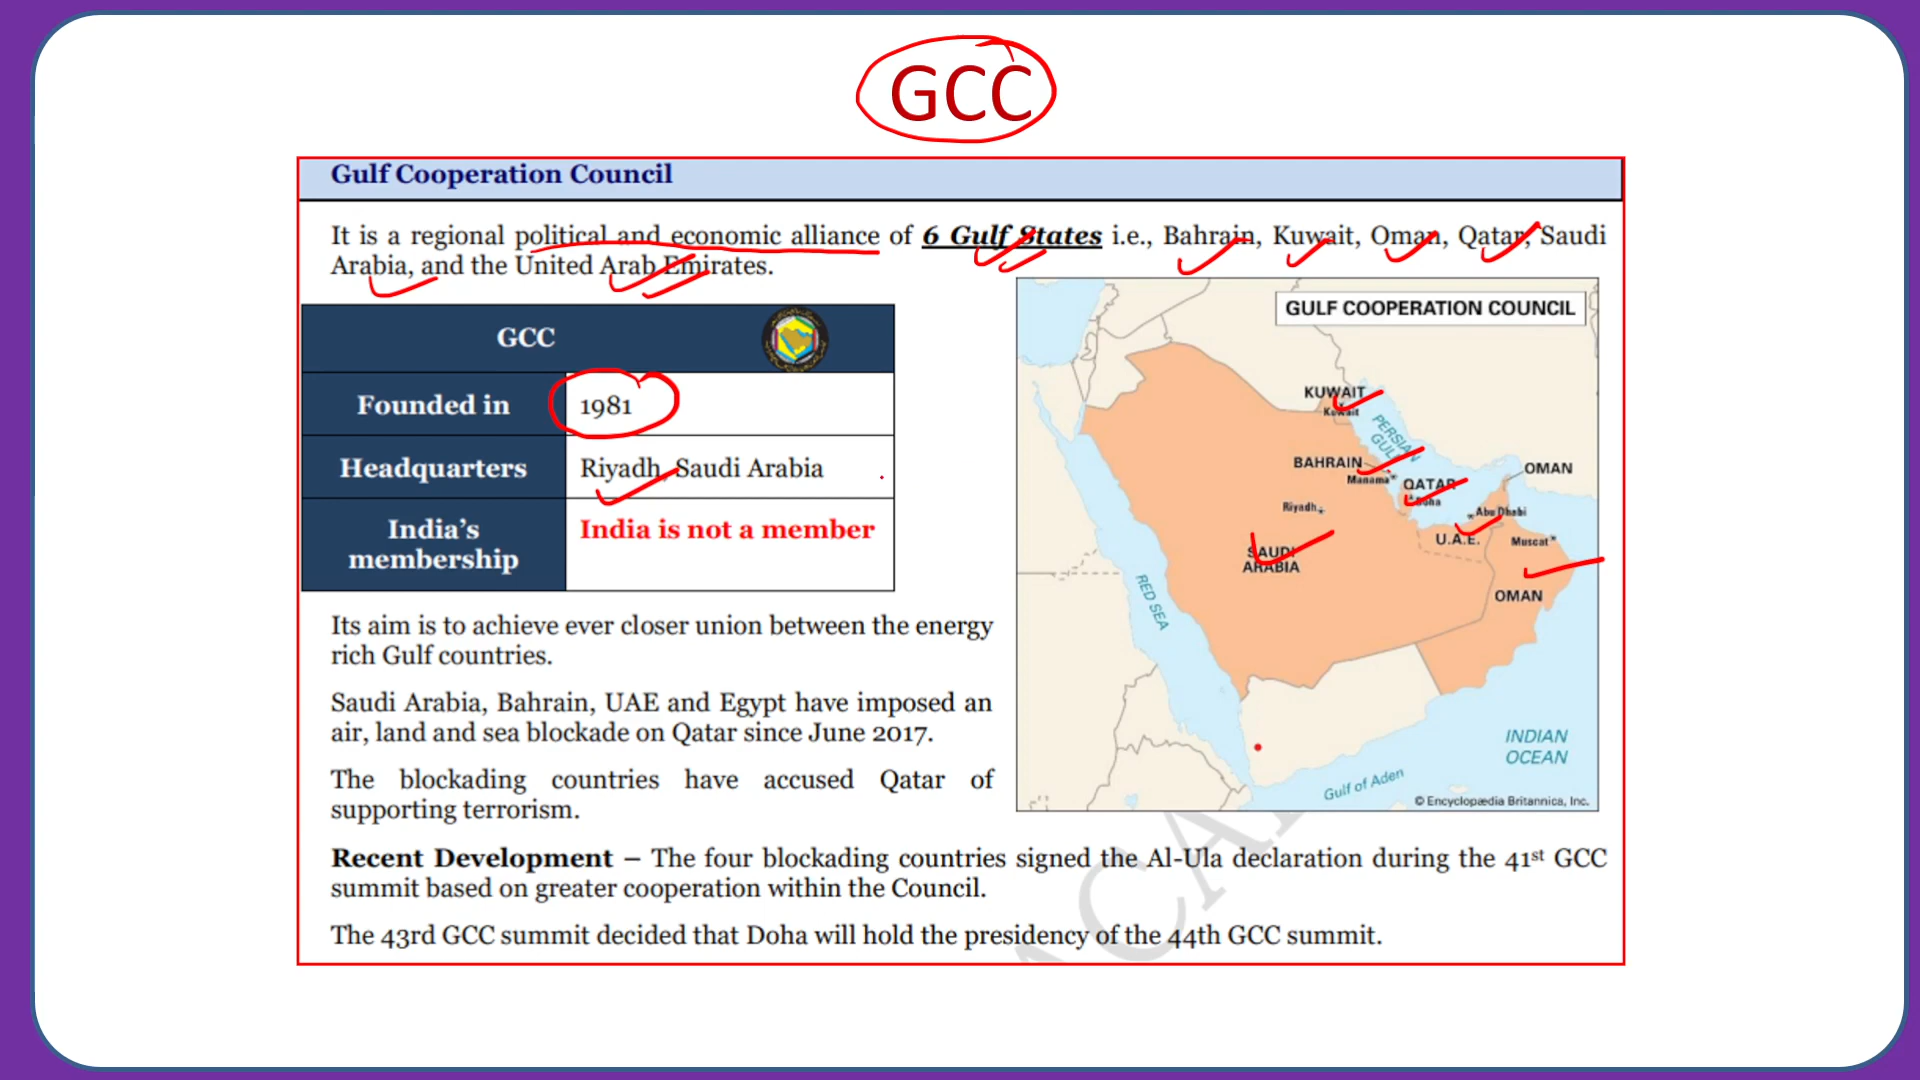 GCC
Gulf Cooperation Council
It is a regional political and economic alliance of 6 Gulf States i.e., Bahrain, Kuwait, Oman, Qatar, Saudi
Arabia, and the United Arab Emirates.
GCC
Founded in 1981
Headquarters Riyadh, Saudi Arabia
India's
membership
India is not a member
Its aim is to achieve ever closer union between the energy
rich Gulf countries.
Saudi Arabia, Bahrain, UAE and Egypt have imposed an
air, land and sea blockade on Qatar since June 2017.
The blockading countries have accused Qatar of
supporting terrorism.
GULF COOPERATION COUNCIL
KUWAIT
Kuwait
PERSIAN
GULF
BAHRAIN
Manama
QATAR
Doha
OMAN
Riyadh
Abu Dhabi
U.A.E.
Muscat
SAUDI
ARABIA
OMAN
RED SEA
INDIAN
OCEAN
Gulf of Aden
© Encyclopædia Britannica, Inc.
Recent Development – The four blockading countries signed the Al-Ula declaration during the 41st GCC
summit based on greater cooperation within the Council.
The 43rd GCC summit decided that Doha will hold the presidency of the 44th GCC summit.